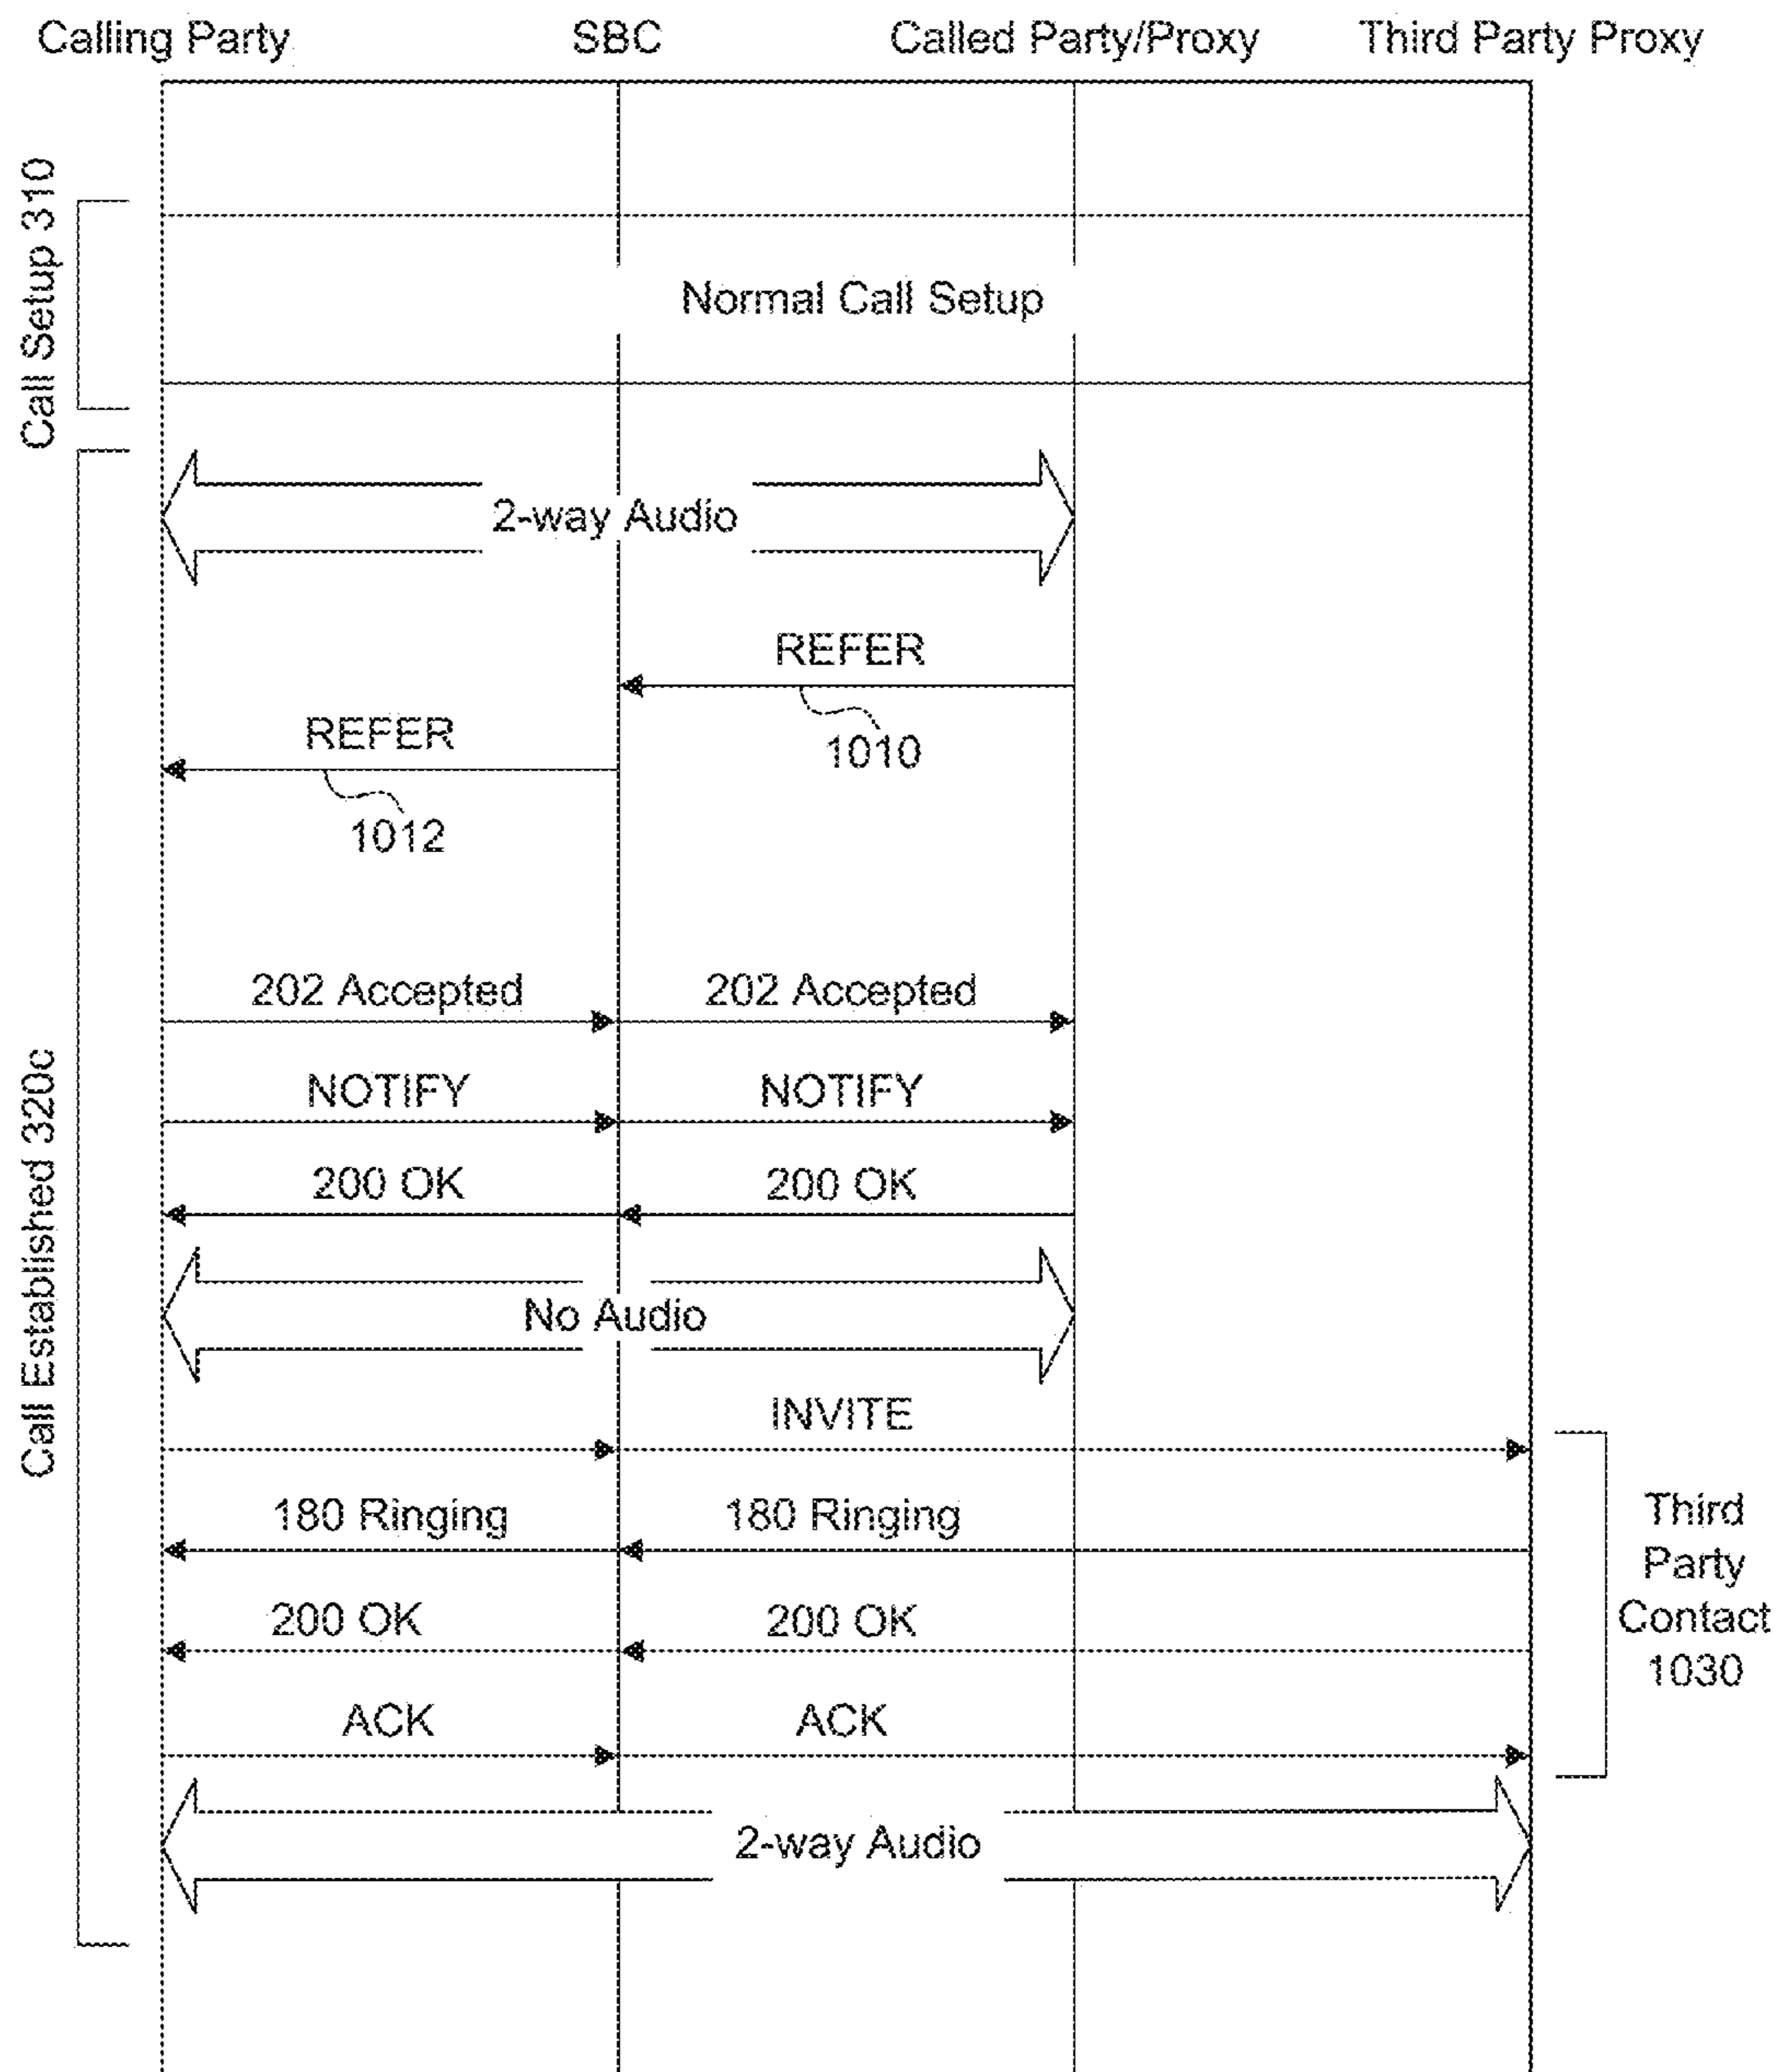 Calling Party SBC Called Party/Proxy Third Party Proxy
Call Setup 310
Normal Call Setup
Call Established 320c
2-way Audio
REFER
1010
REFER
1012
202 Accepted 202 Accepted
NOTIFY NOTIFY
200 OK 200 OK
No Audio
INVITE
180 Ringing 180 Ringing
200 OK 200 OK
ACK ACK
Third
Party
Contact
1030
2-way Audio